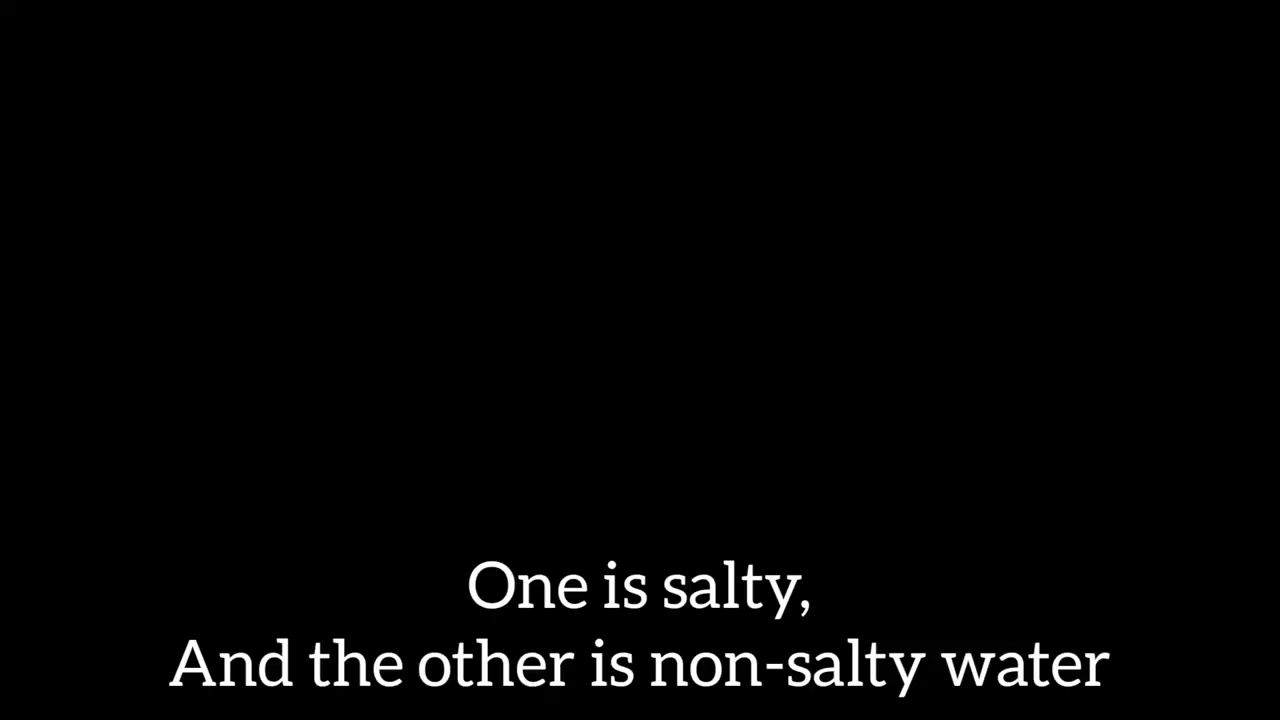 One is salty,
And the other is non-salty water